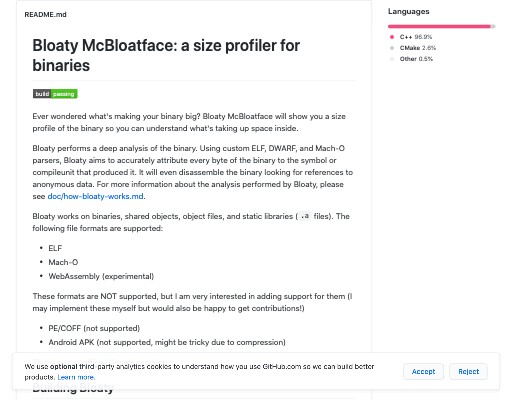 README.md
Bloaty McBloatface: a size profiler for
binaries
build passing
Ever wondered what's making your binary big? Bloaty McBloatface will show you a size
profile of the binary so you can understand what's taking up space inside.
Bloaty performs a deep analysis of the binary. Using custom ELF, DWARF, and Mach-O
parsers, Bloaty aims to accurately attribute every byte of the binary to the symbol or
compileunit that produced it. It will even disassemble the binary looking for references to
anonymous data. For more information about the analysis performed by Bloaty, please
see doc/how-bloaty-works.md.
Bloaty works on binaries, shared objects, object files, and static libraries ( .a files). The
following file formats are supported:
• ELF
• Mach-O
• WebAssembly (experimental)
These formats are NOT supported, but I am very interested in adding support for them (I
may implement these myself but would also be happy to get contributions!)
• PE/COFF (not supported)
• Android APK (not supported, might be tricky due to compression)
Building Bloaty
Languages
C++ 96.9%
CMake 2.6%
Other 0.5%
We use optional third-party analytics cookies to understand how you use GitHub.com so we can build better
products. Learn more.
Accept
Reject